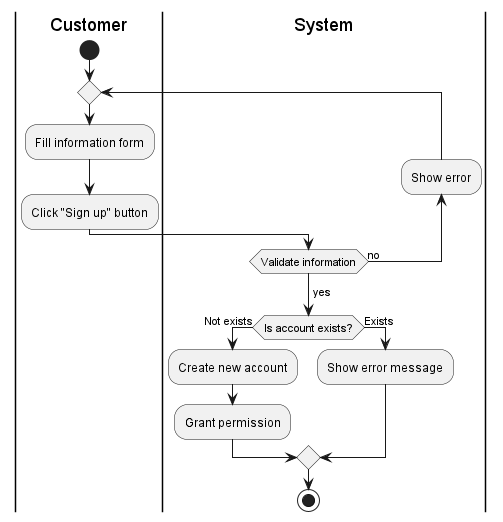 Customer
System
Fill information form
Show error
Click "Sign up" button
Validate information
no
yes
Not exists
Is account exists?
Exists
Create new account
Show error message
Grant permission